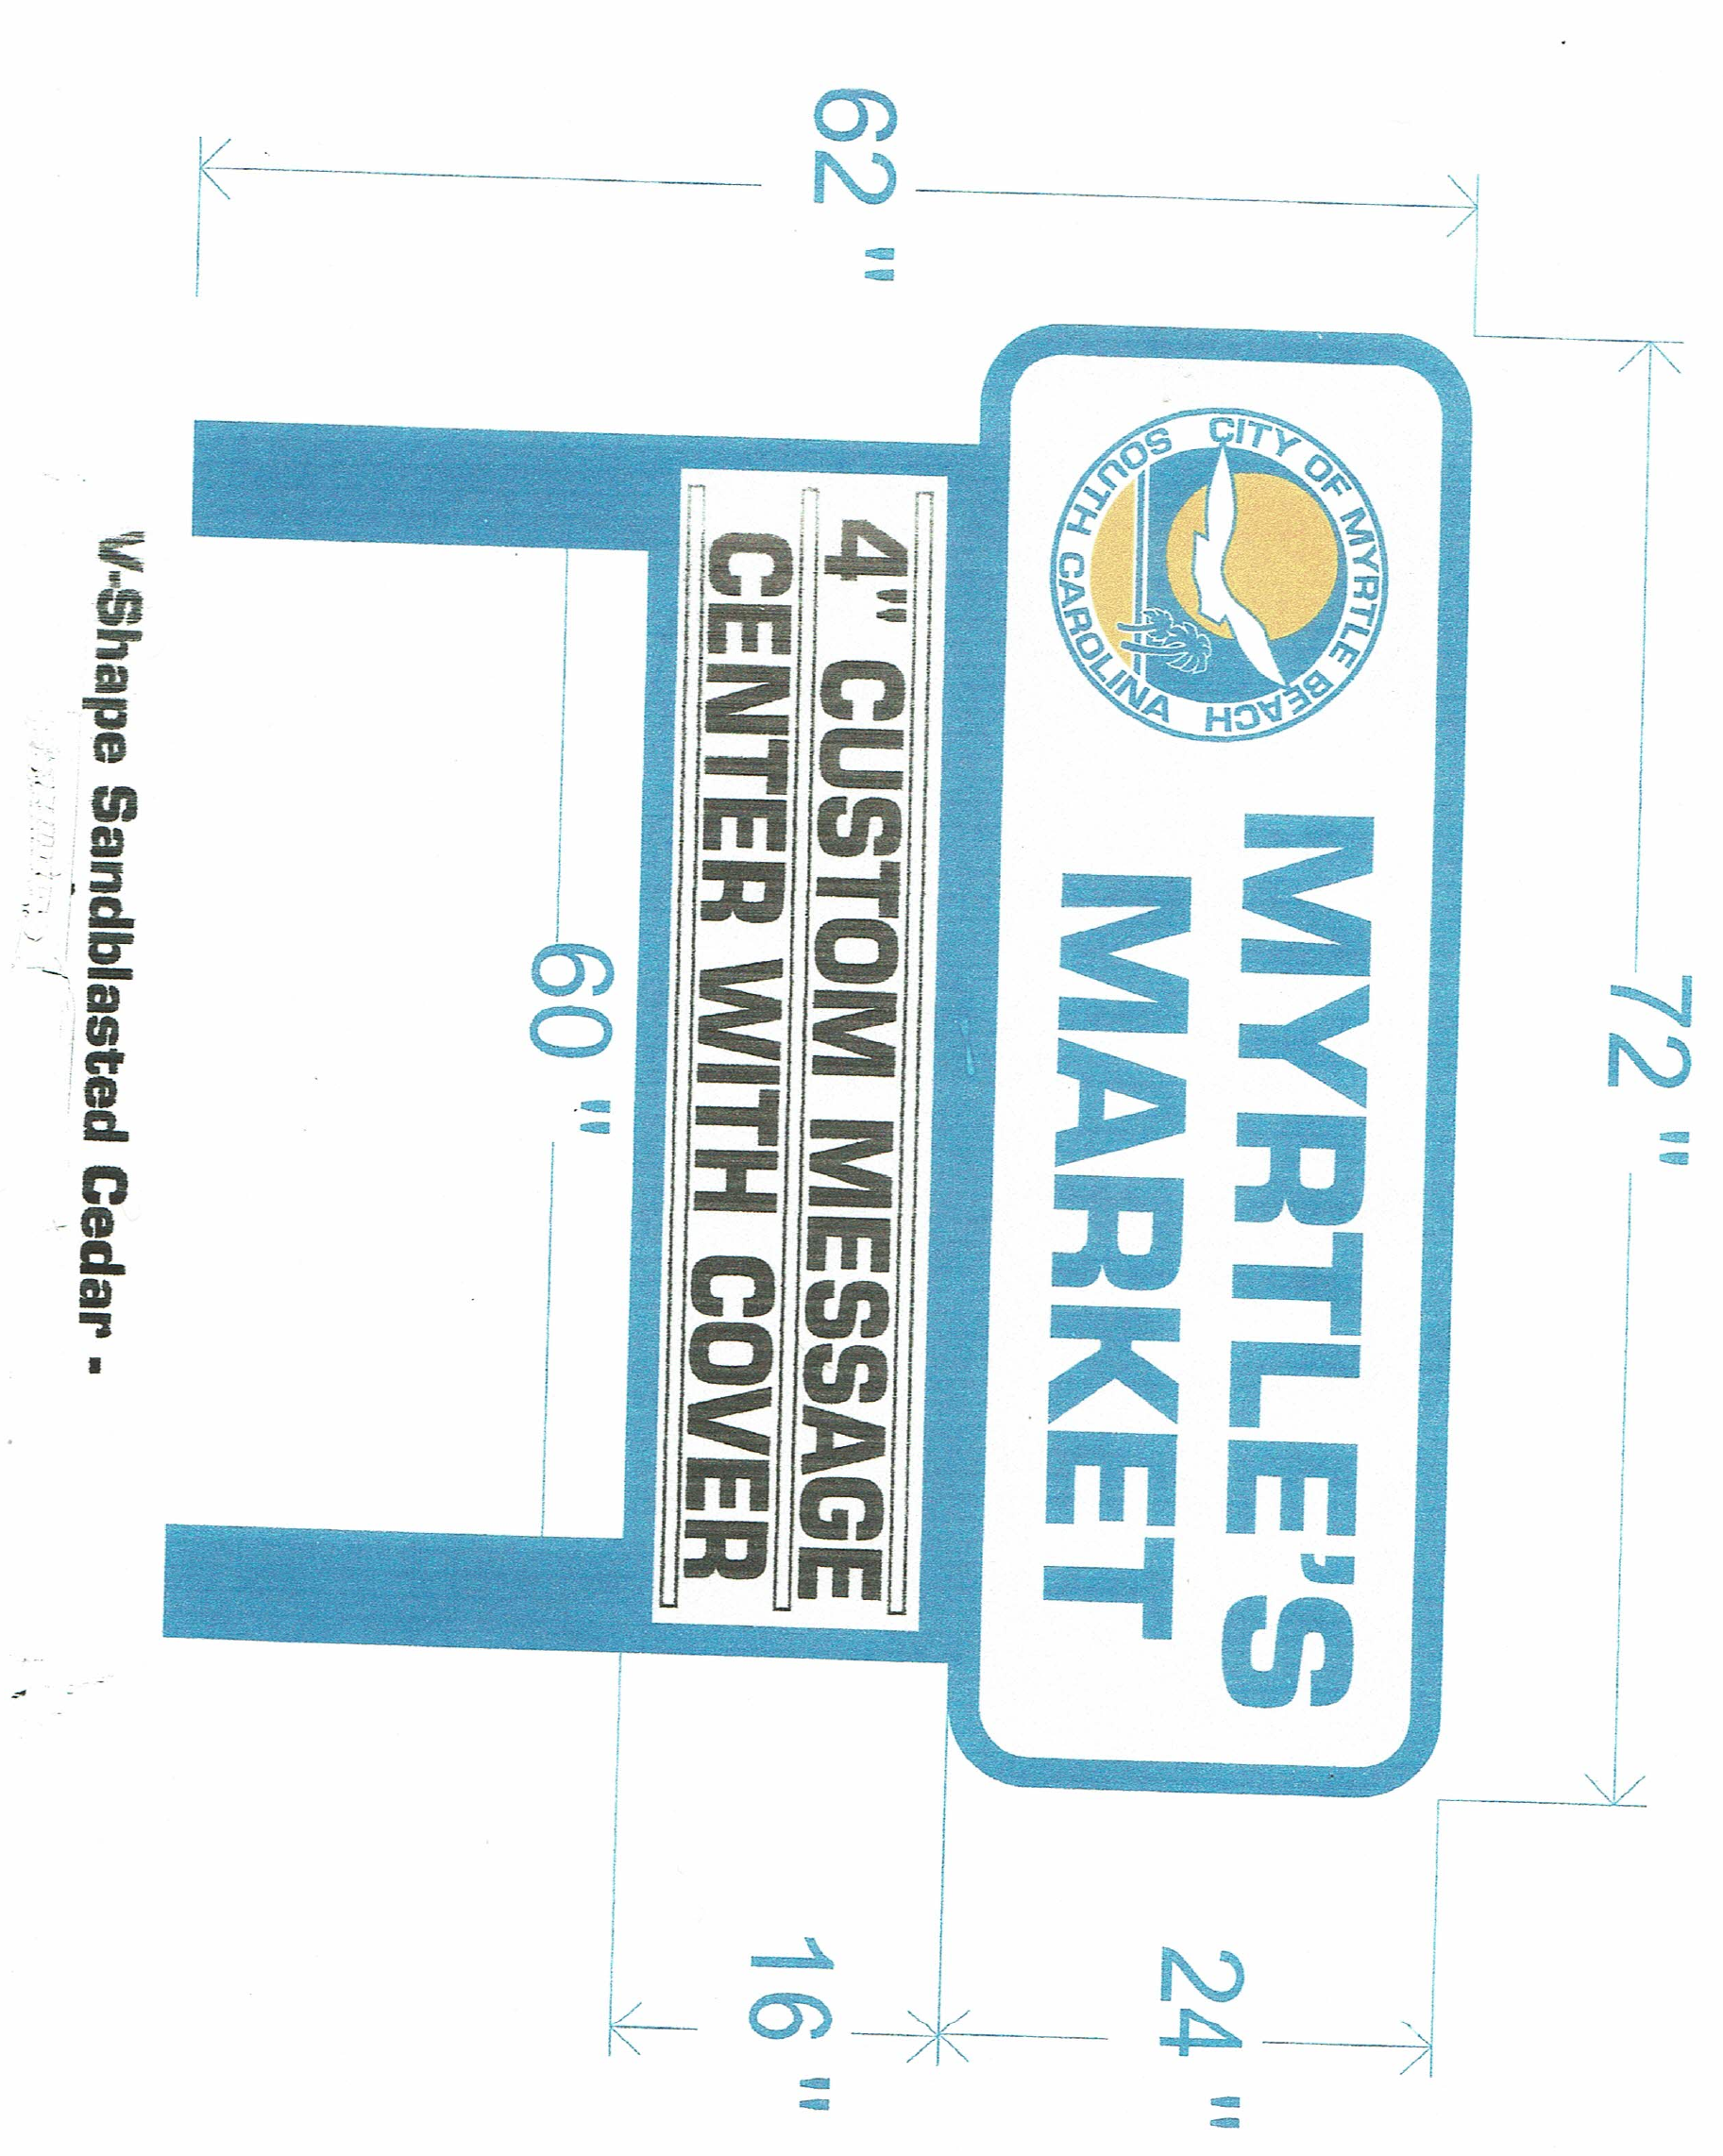 72 "
62 "
CITY OF MYRTLE BEACH
SOUTH CAROLINA
MYRTLE'S
MARKET
24 "
4" CUSTOM MESSAGE
CENTER WITH COVER
16 "
60 "
V-Shape Sandblasted Cedar -